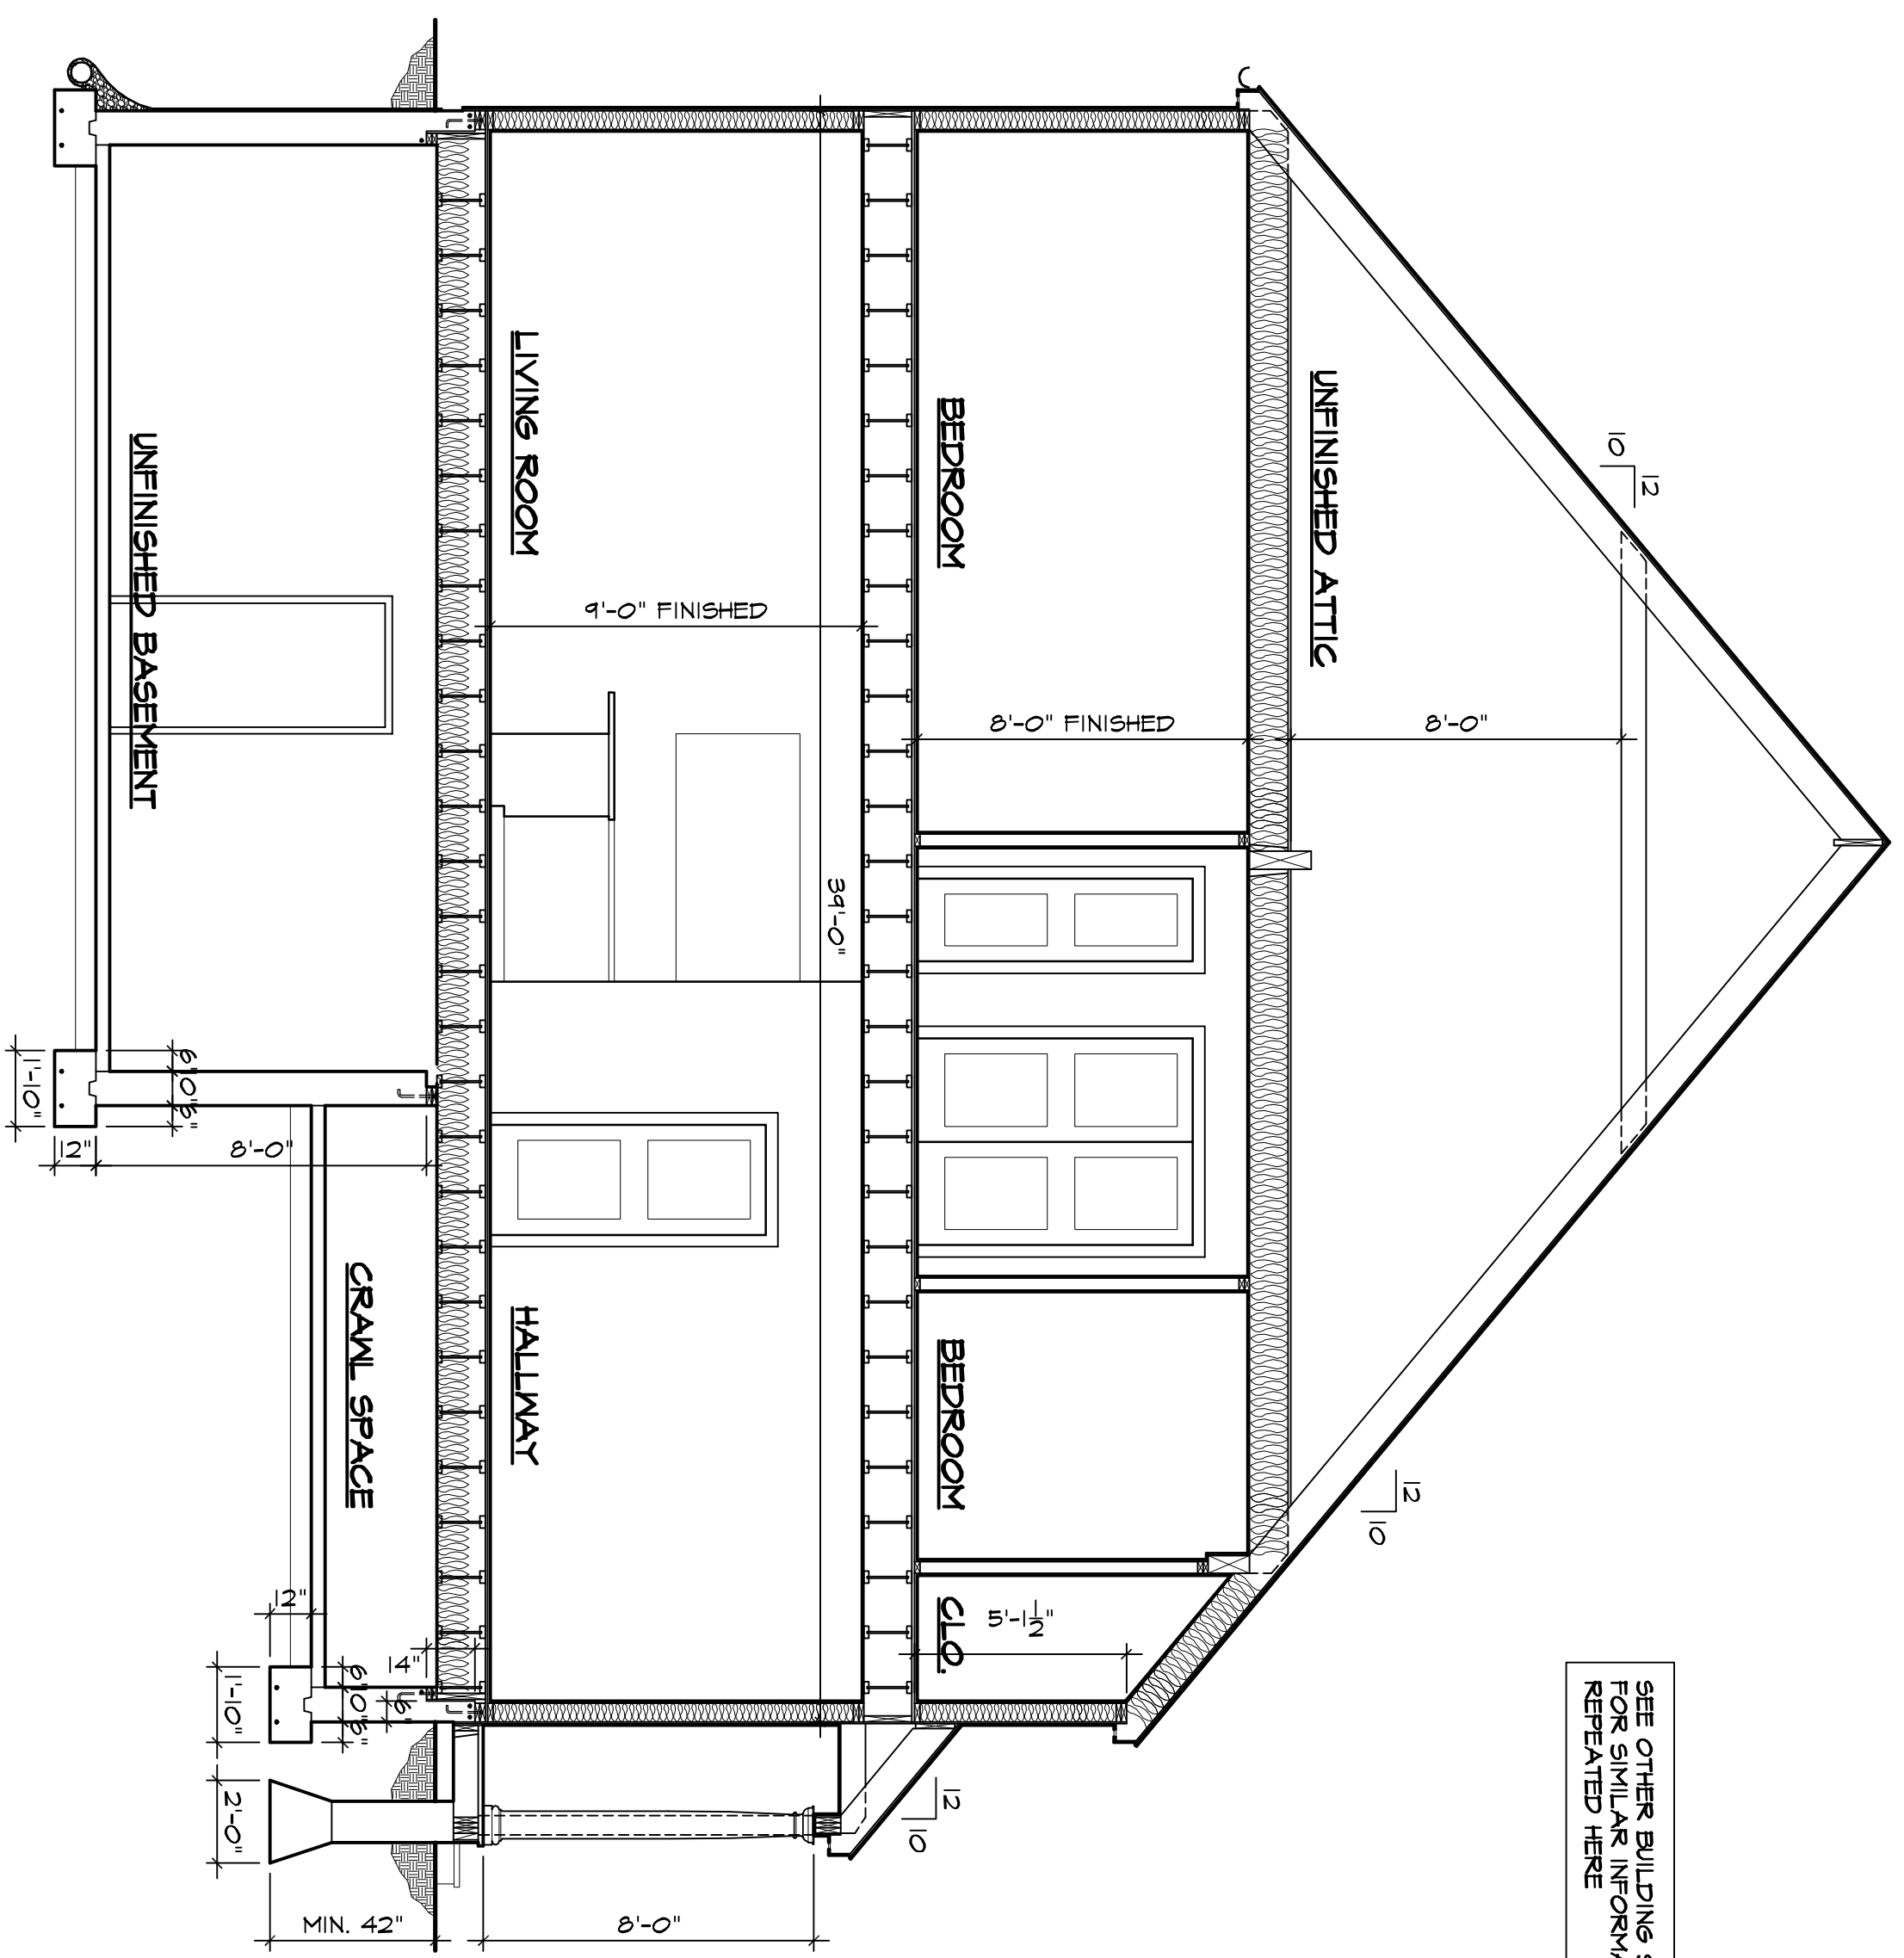 SEE OTHER BUILDING
FOR SIMILAR
REPEATED HERE
12
10
12
10
12
10
UNFINISHED ATTIC
8'-0"
BEDROOM
8'-0" FINISHED
BEDROOM
CLO.
5'-1 1/2"
39'-0"
LIVING ROOM
9'-0" FINISHED
HALLWAY
8'-0"
UNFINISHED BASEMENT
CRAWL SPACE
14"
6"
12"
6"
10"
6"
1'-10"
2'-0"
MIN. 42"
8'-0"
12"
6"
10"
6"
1'-10"